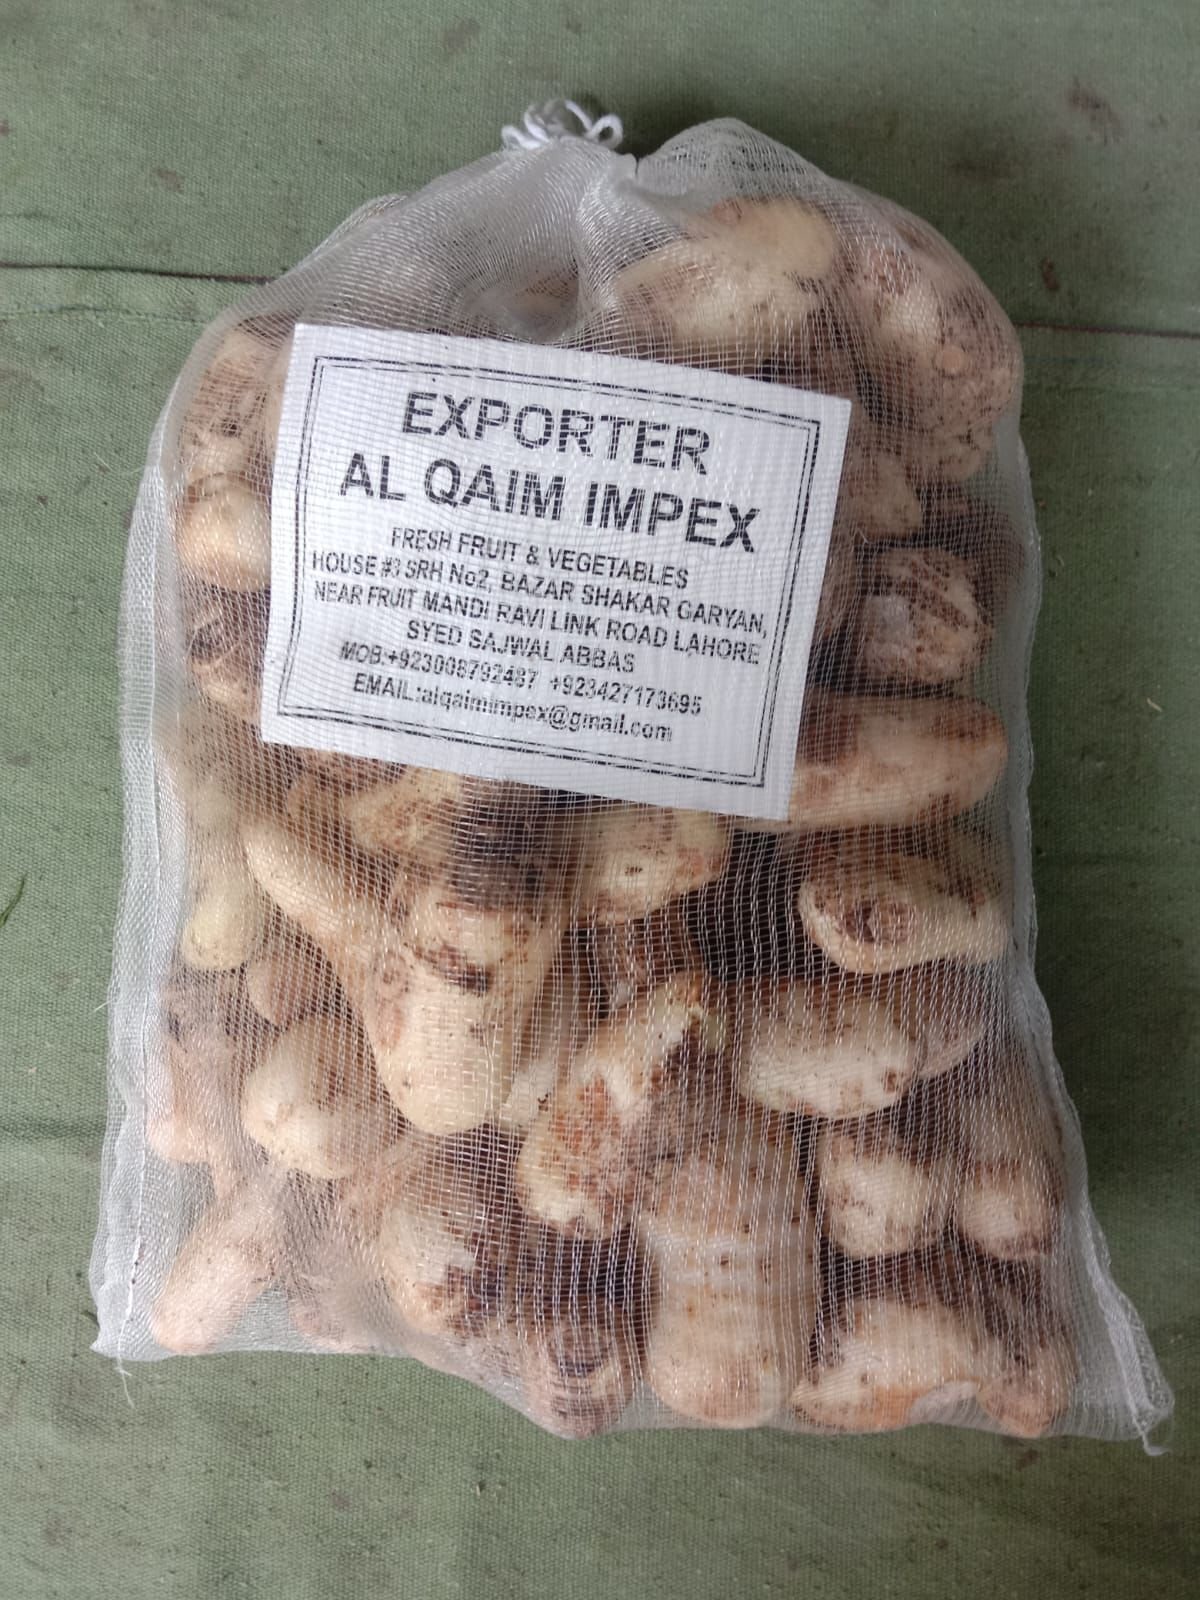 EXPORTER
AL QAIM IMPEX
FRESH FRUIT & VEGETABLES
HOUSE #3 SRH No2, BAZAR SHAKAR GARYAN,
NEAR FRUIT MANDI RAVI LINK ROAD LAHORE
SYED SAJWAL ABBAS
MOB:+923008792487 +923427173695
EMAIL:alqaimimpex@gmail.com